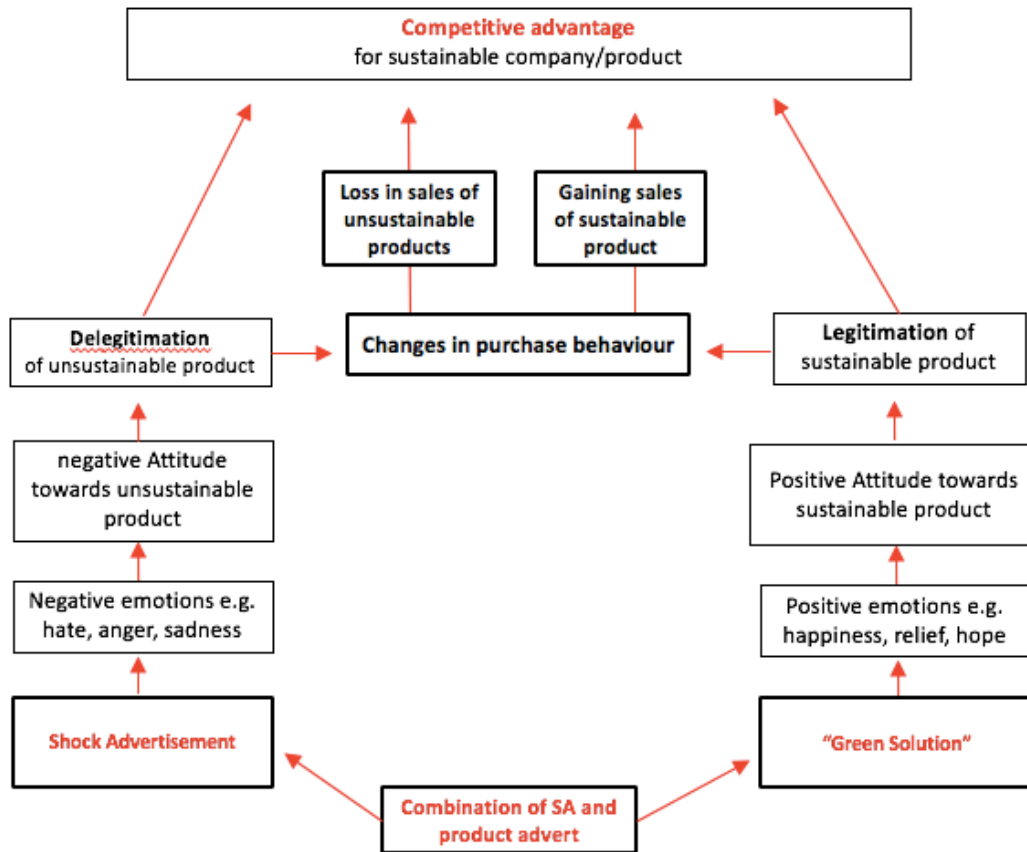 Competitive advantage
for sustainable company/product
Loss in sales of
unsustainable
products
Gaining sales
of sustainable
product
Delegitimation
of unsustainable product
Changes in purchase behaviour
Legitimation of
sustainable product
negative Attitude
towards unsustainable
product
Positive Attitude towards
sustainable product
Negative emotions e.g.
hate, anger, sadness
Positive emotions e.g.
happiness, relief, hope
Shock Advertisement
“Green Solution”
Combination of SA and
product advert